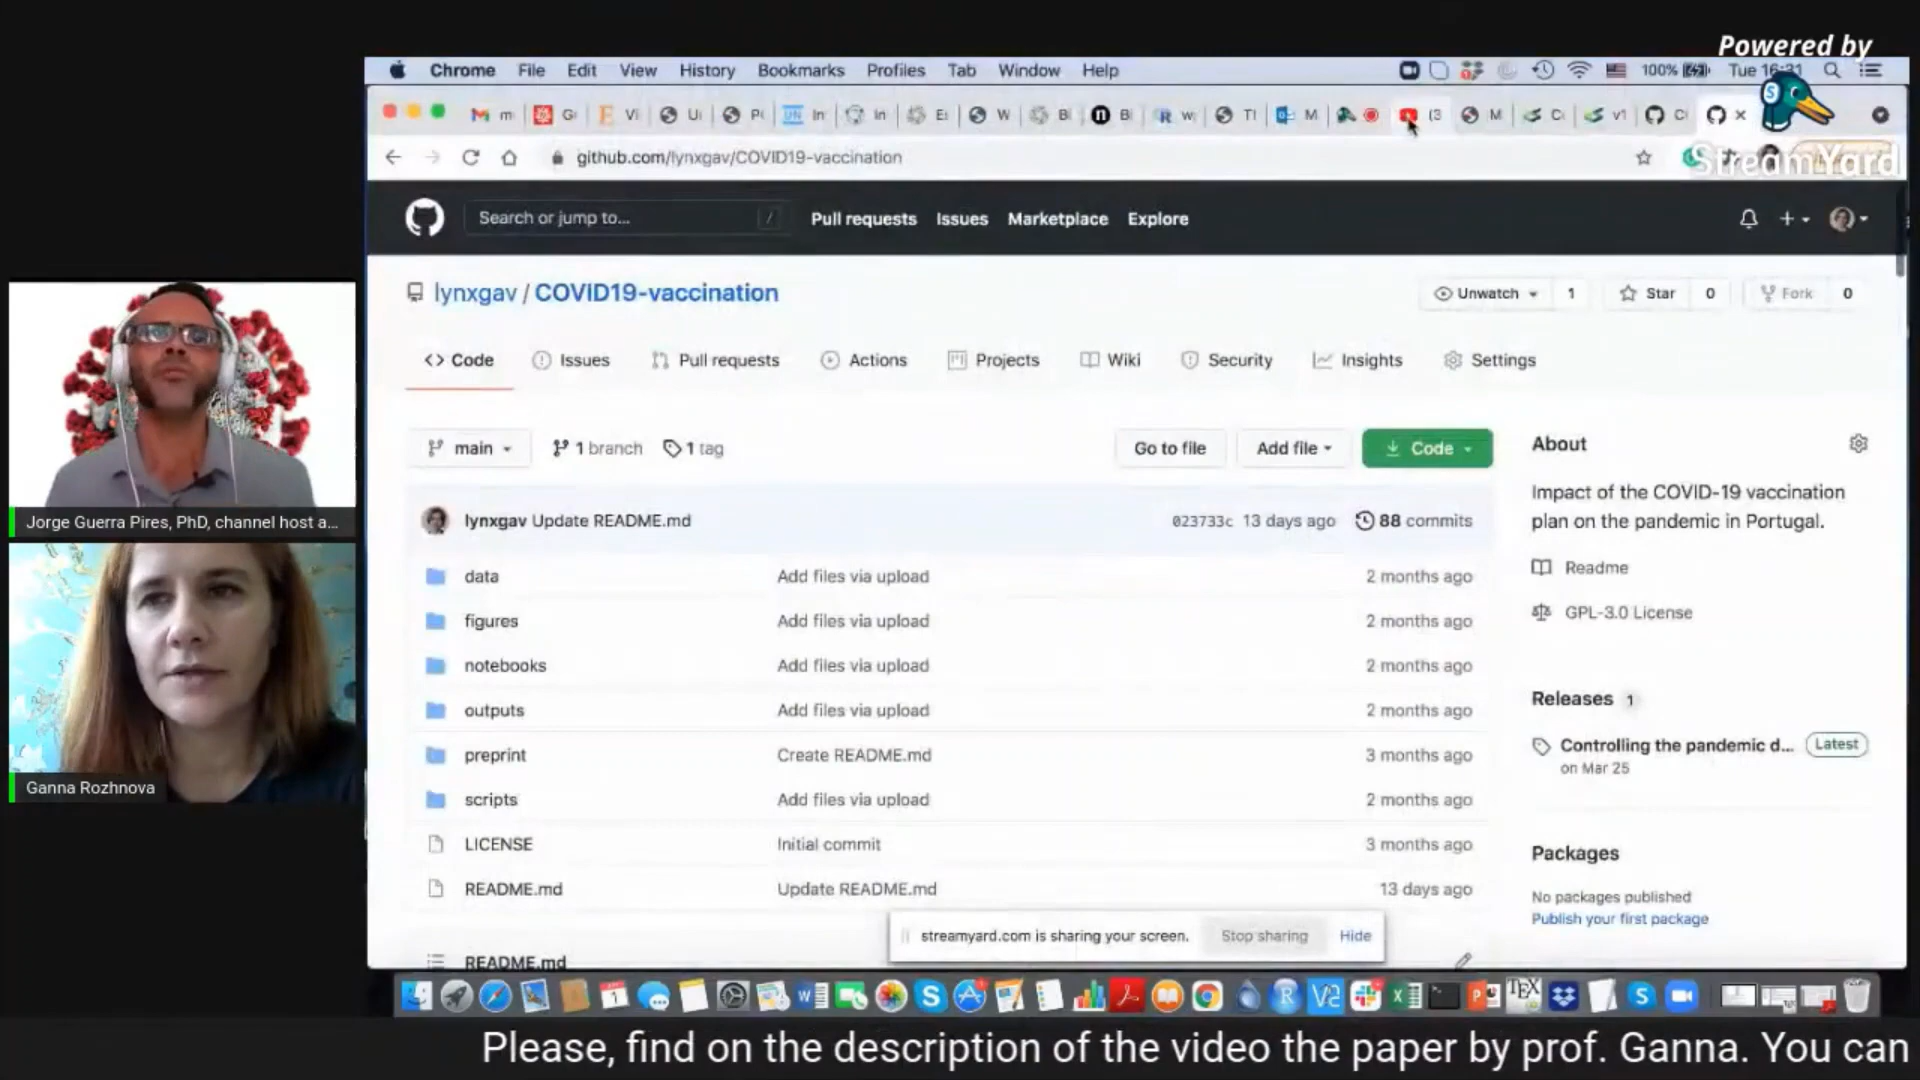 Powered by
StreamYard
Chrome File Edit View History Bookmarks Profiles Tab Window Help
100% Tue 16:31
github.com/lynxgav/COVID19-vaccination
Search or jump to... /
Pull requests Issues Marketplace Explore
lynxgav / COVID19-vaccination
Unwatch 1 Star 0 Fork 0
Code Issues Pull requests Actions Projects Wiki Security Insights Settings
main 1 branch 1 tag
Go to file Add file Code
lynxgav Update README.md 023733c 13 days ago 88 commits
data Add files via upload 2 months ago
figures Add files via upload 2 months ago
notebooks Add files via upload 2 months ago
outputs Add files via upload 2 months ago
preprint Create README.md 3 months ago
scripts Add files via upload 2 months ago
LICENSE Initial commit 3 months ago
README.md Update README.md 13 days ago
README.md
About
Impact of the COVID-19 vaccination
plan on the pandemic in Portugal.
Readme
GPL-3.0 License
Releases 1
Controlling the pandemic d... Latest
on Mar 25
Packages
No packages published
Publish your first package
streamyard.com is sharing your screen. Stop sharing Hide
Jorge Guerra Pires, PhD, channel host a...
Ganna Rozhnova
Please, find on the description of the video the paper by prof. Ganna. You can